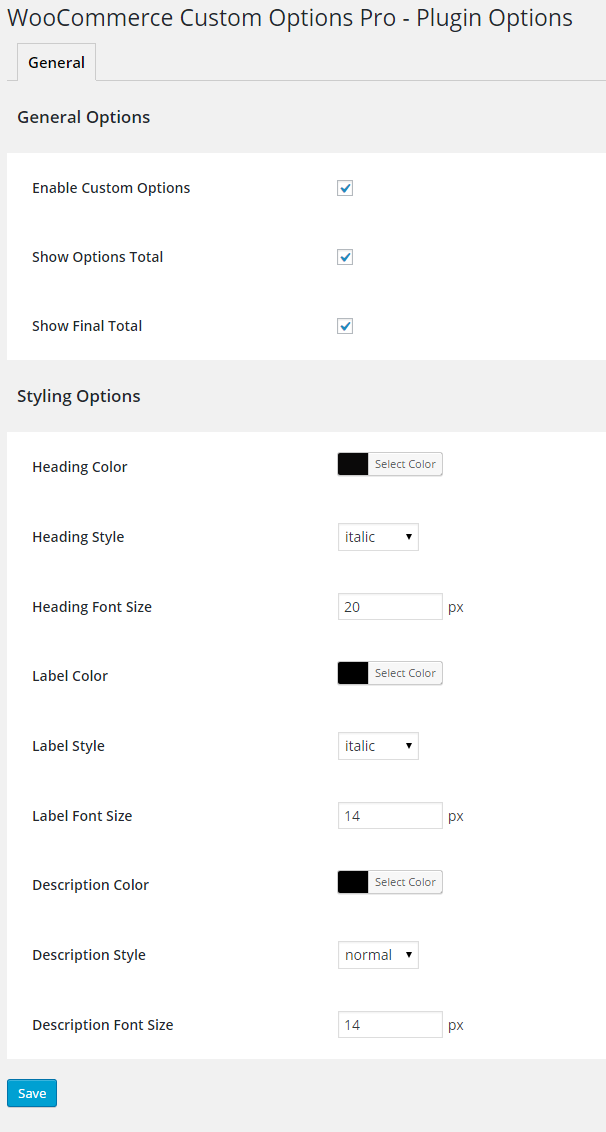 WooCommerce Custom Options Pro - Plugin Options
General
General Options
Enable Custom Options
Show Options Total
Show Final Total
Styling Options
Heading Color Select Color
Heading Style italic
Heading Font Size 20 px
Label Color Select Color
Label Style italic
Label Font Size 14 px
Description Color Select Color
Description Style normal
Description Font Size 14 px
Save